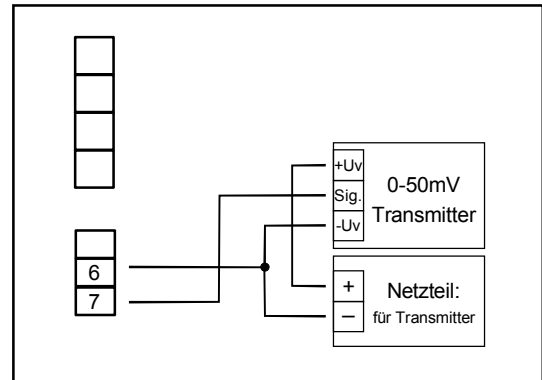 +Uv
Sig.
-Uv
0-50mV
Transmitter
6
7
+
−
Netzteil:
für Transmitter